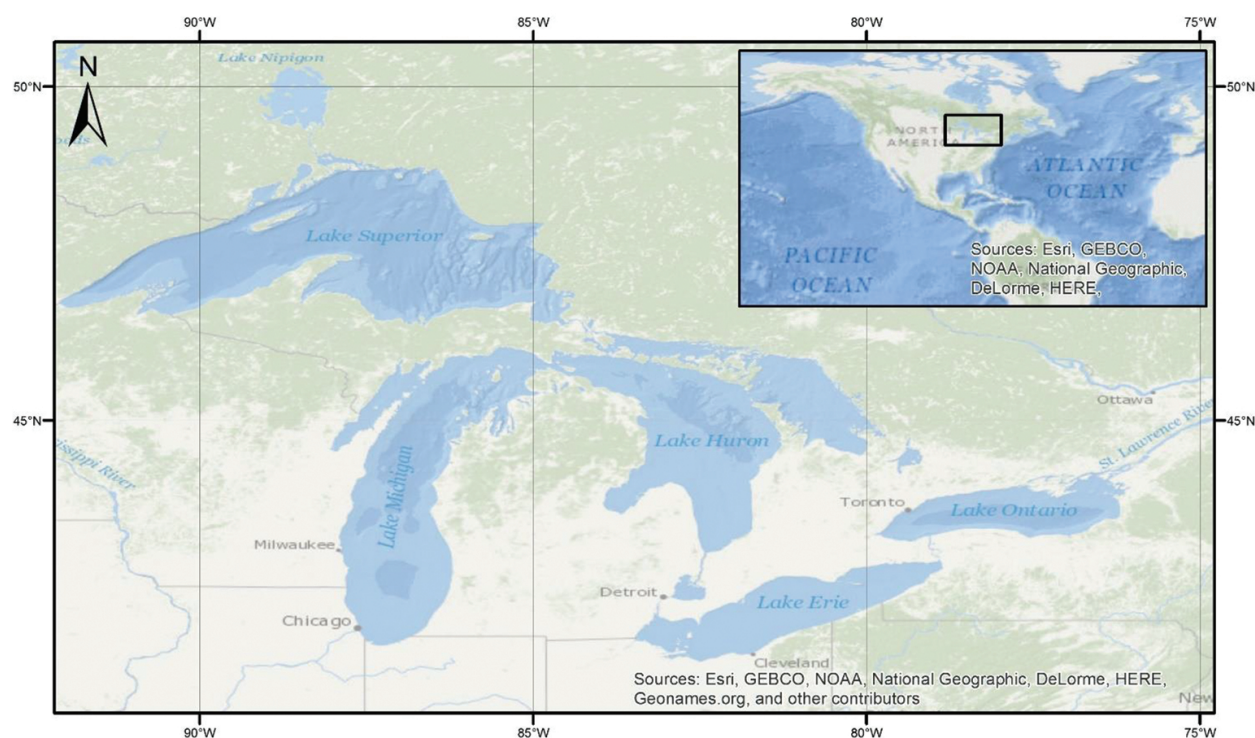 90°W 85°W 80°W 75°W
Lake Nipigon
N
50°N 50°N
oods
NORTH
AMERICA
ATLANTIC
OCEAN
PACIFIC
OCEAN
Sources: Esri, GEBCO,
NOAA, National Geographic,
DeLorme, HERE,
Lake Superior
Ottawa
45°N 45°N
St. Lawrence River
Lake Huron
Lake Michigan
ssissippi River
Toronto
Lake Ontario
Milwaukee
Detroit
Lake Erie
Chicago
Cleveland
Sources: Esri, GEBCO, NOAA, National Geographic, DeLorme, HERE,
Geonames.org, and other contributors
New
90°W 85°W 80°W 75°W